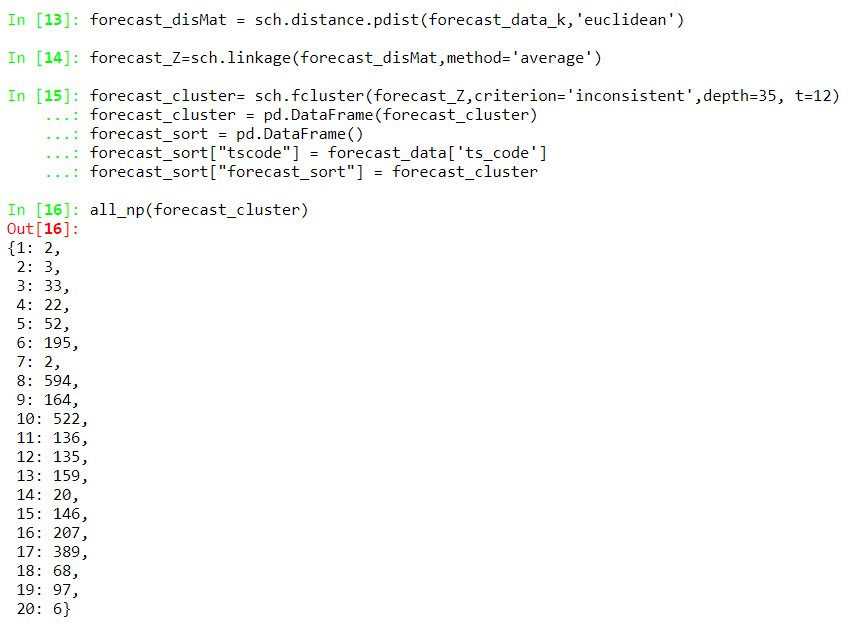 In [13]: forecast_disMat = sch.distance.pdist(forecast_data_k,'euclidean')
In [14]: forecast_Z=sch.linkage(forecast_disMat,method='average')
In [15]: forecast_cluster= sch.fcluster(forecast_Z,criterion='inconsistent',depth=35, t=12)
    ...: forecast_cluster = pd.DataFrame(forecast_cluster)
    ...: forecast_sort = pd.DataFrame()
    ...: forecast_sort["tscode"] = forecast_data['ts_code']
    ...: forecast_sort["forecast_sort"] = forecast_cluster
In [16]: all_np(forecast_cluster)
Out[16]:
{1: 2,
 2: 3,
 3: 33,
 4: 22,
 5: 52,
 6: 195,
 7: 2,
 8: 594,
 9: 164,
 10: 522,
 11: 136,
 12: 135,
 13: 159,
 14: 20,
 15: 146,
 16: 207,
 17: 389,
 18: 68,
 19: 97,
 20: 6}